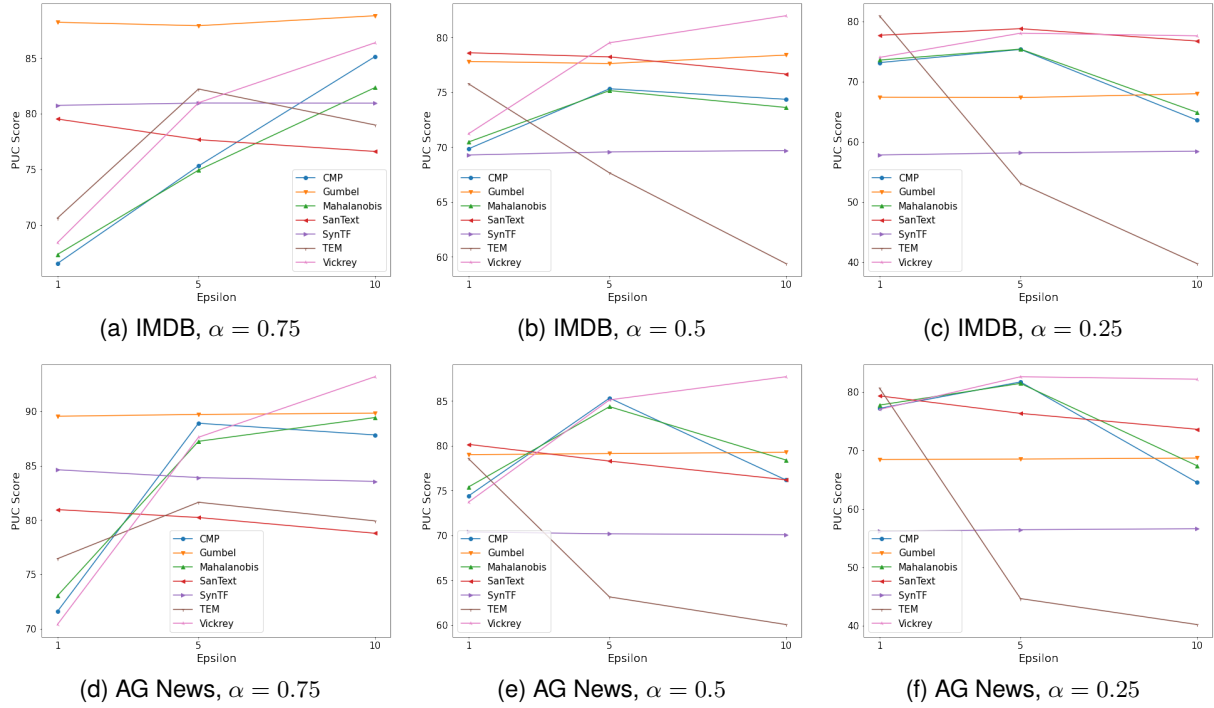 PUC Score
85
80
75
70
CMP
Gumbel
Mahalanobis
SanText
SynTF
TEM
Vickrey
1
5
10
Epsilon
(a) IMDB, α = 0.75
PUC Score
80
75
70
65
60
CMP
Gumbel
Mahalanobis
SanText
SynTF
TEM
Vickrey
1
5
10
Epsilon
(b) IMDB, α = 0.5
PUC Score
80
70
60
50
40
CMP
Gumbel
Mahalanobis
SanText
SynTF
TEM
Vickrey
1
5
10
Epsilon
(c) IMDB, α = 0.25
PUC Score
90
85
80
75
70
CMP
Gumbel
Mahalanobis
SanText
SynTF
TEM
Vickrey
1
5
10
Epsilon
(d) AG News, α = 0.75
PUC Score
85
80
75
70
65
60
CMP
Gumbel
Mahalanobis
SanText
SynTF
TEM
Vickrey
1
5
10
Epsilon
(e) AG News, α = 0.5
PUC Score
80
70
60
50
40
CMP
Gumbel
Mahalanobis
SanText
SynTF
TEM
Vickrey
1
5
10
Epsilon
(f) AG News, α = 0.25